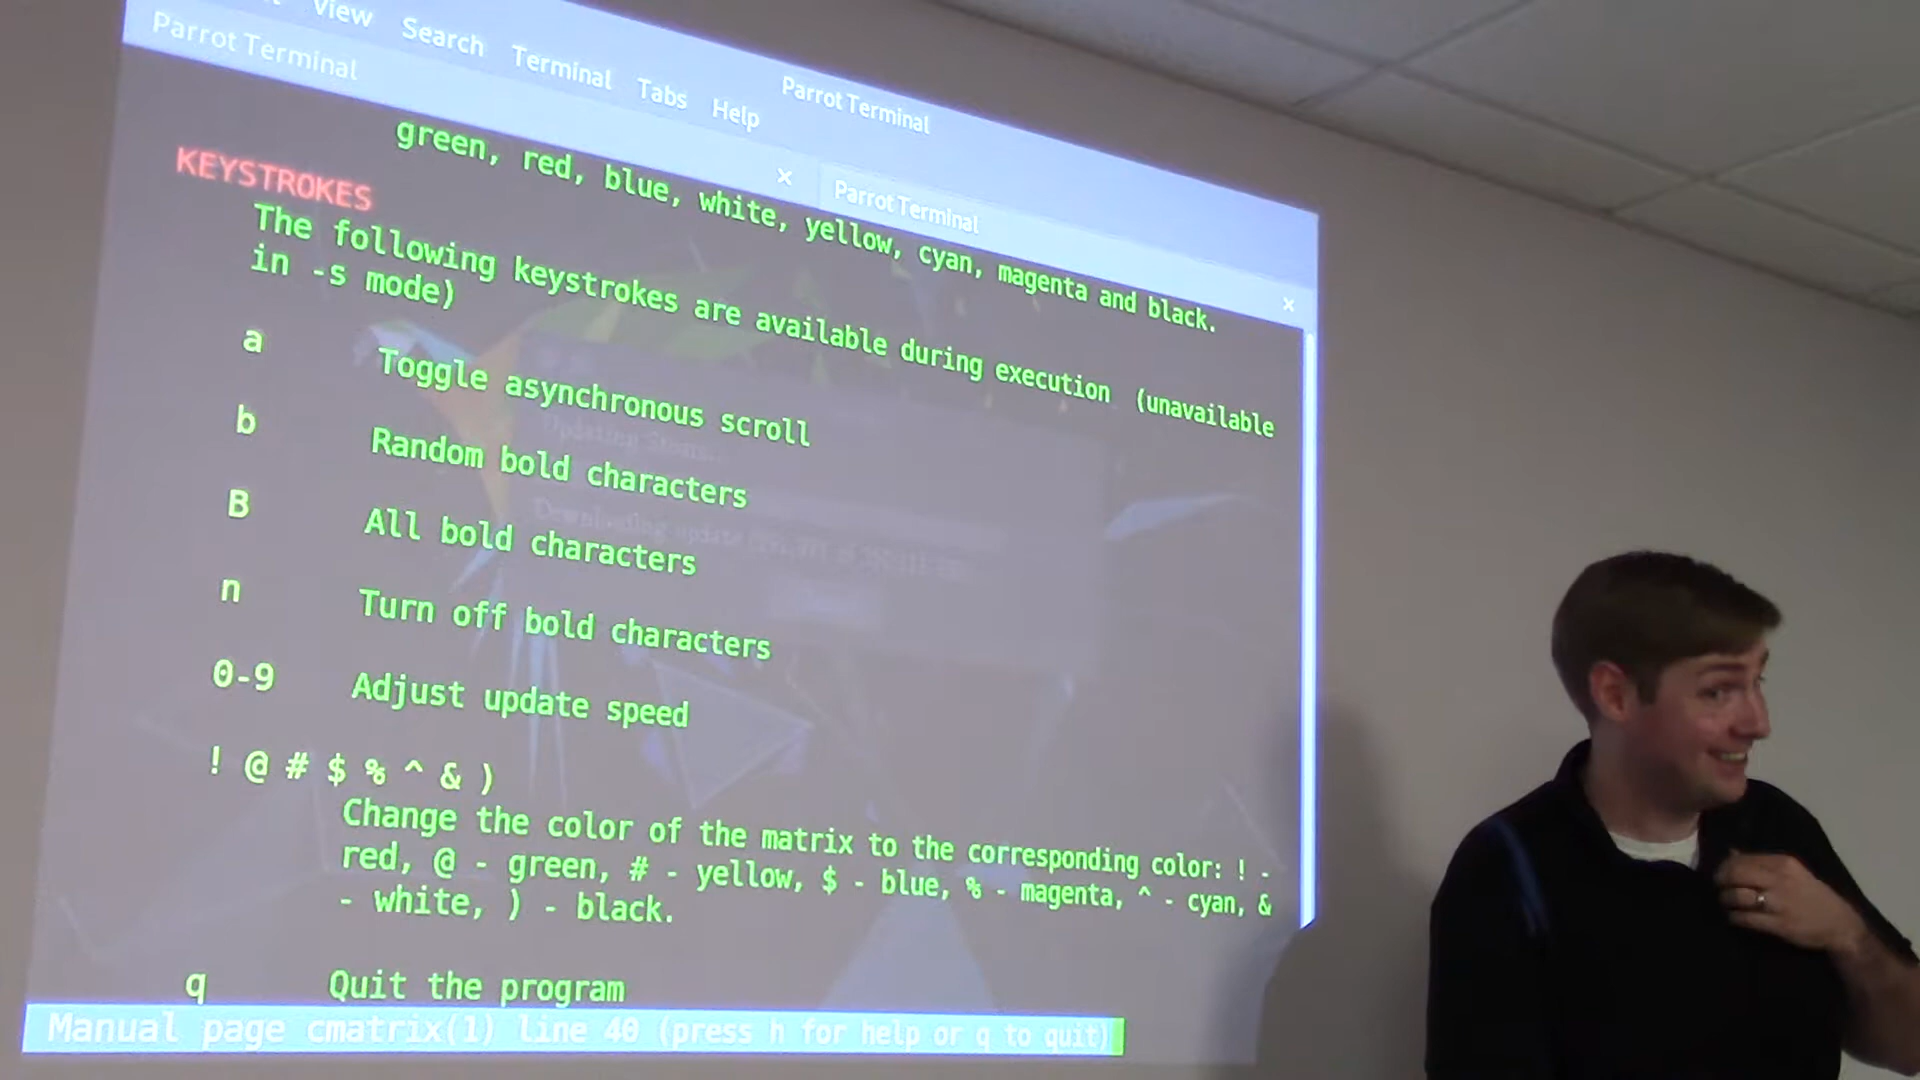 View Search Terminal Tabs Help
Parrot Terminal
Parrot Terminal ×
Parrot Terminal ×
green, red, blue, white, yellow, cyan, magenta and black.
KEYSTROKES
The following keystrokes are available during execution (unavailable
in -s mode)
a Toggle asynchronous scroll
b Random bold characters
B All bold characters
n Turn off bold characters
0-9 Adjust update speed
! @ # $ % ^ & )
Change the color of the matrix to the corresponding color: ! -
red, @ - green, # - yellow, $ - blue, % - magenta, ^ - cyan, &
- white, ) - black.
q Quit the program
Manual page cmatrix(1) line 40 (press h for help or q to quit)